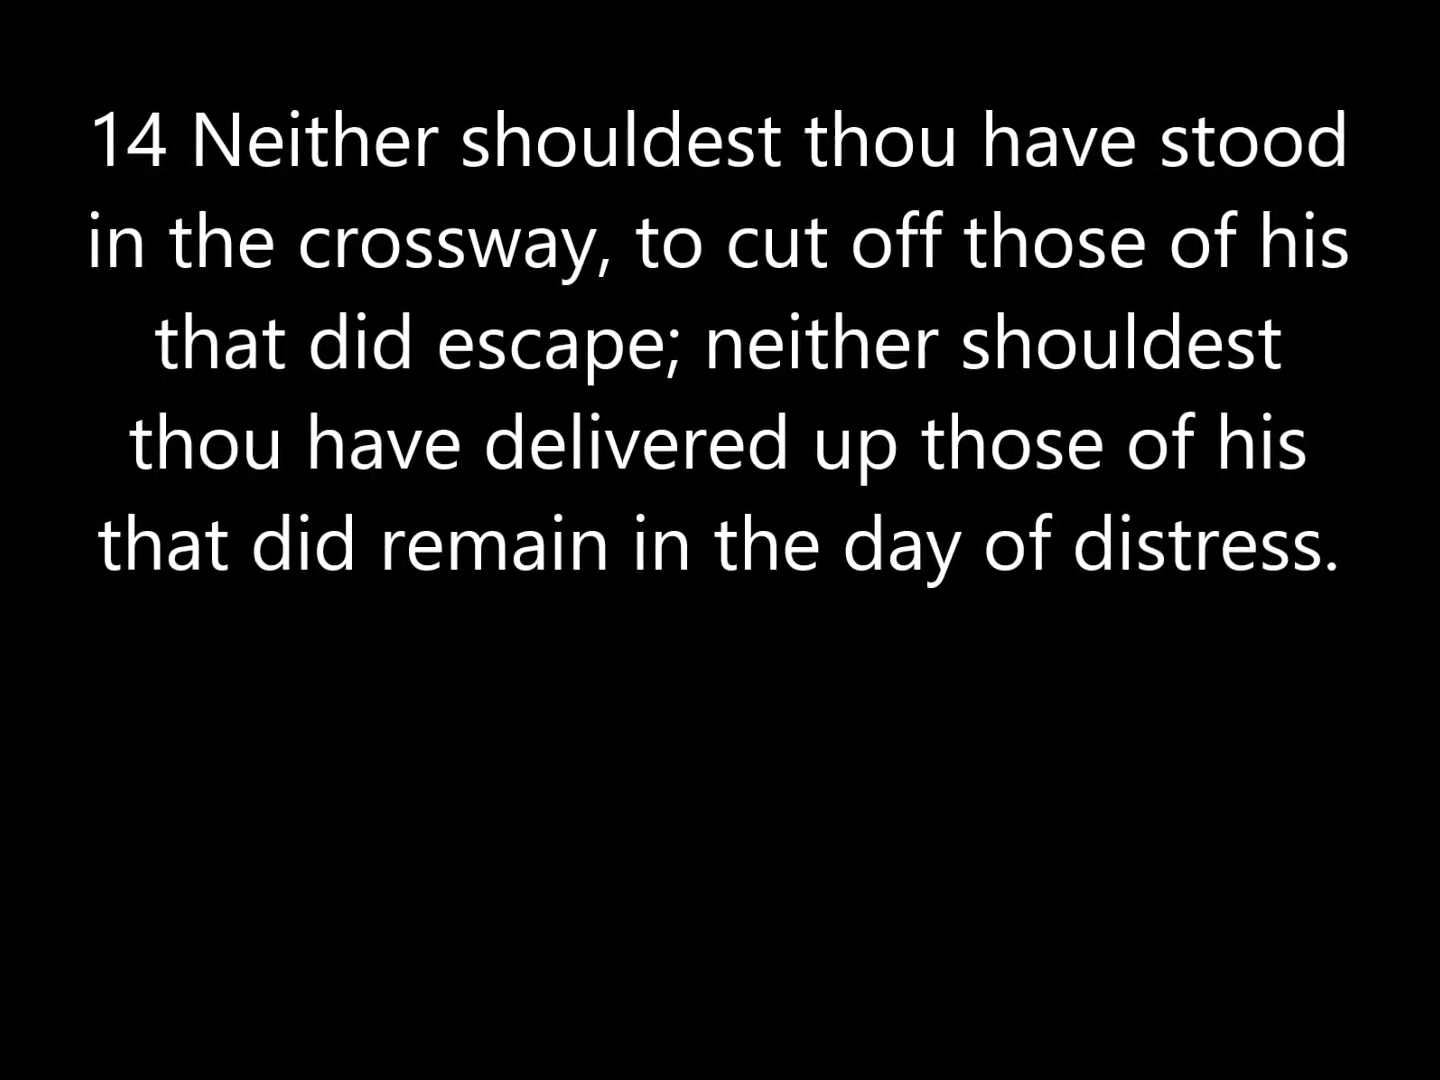 14 Neither shouldest thou have stood
in the crossway, to cut off those of his
that did escape; neither shouldest
thou have delivered up those of his
that did remain in the day of distress.